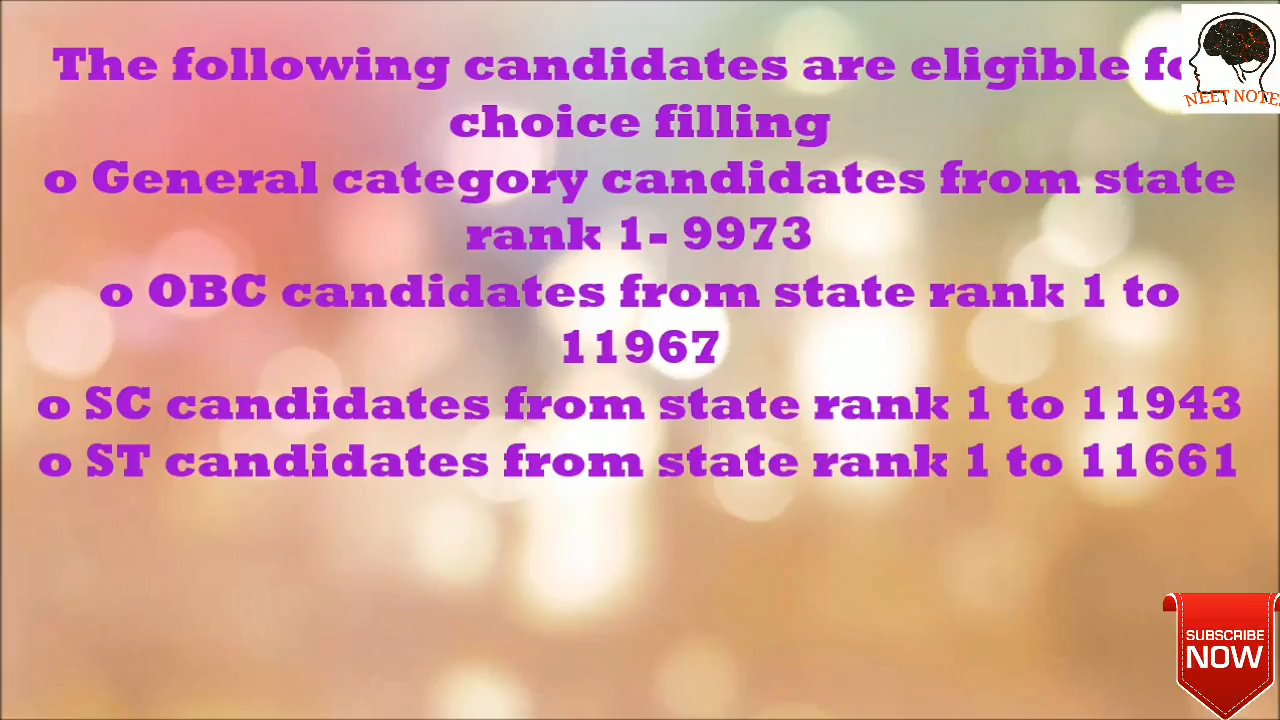 The following candidates are eligible
choice filling
o General category candidates from state
rank 1- 9973
o OBC candidates from state rank 1 to
11967
o SC candidates from state rank 1 to 11943
o ST candidates from state rank 1 to 11661
NEET NOTE
SUBSCRIBE
NOW